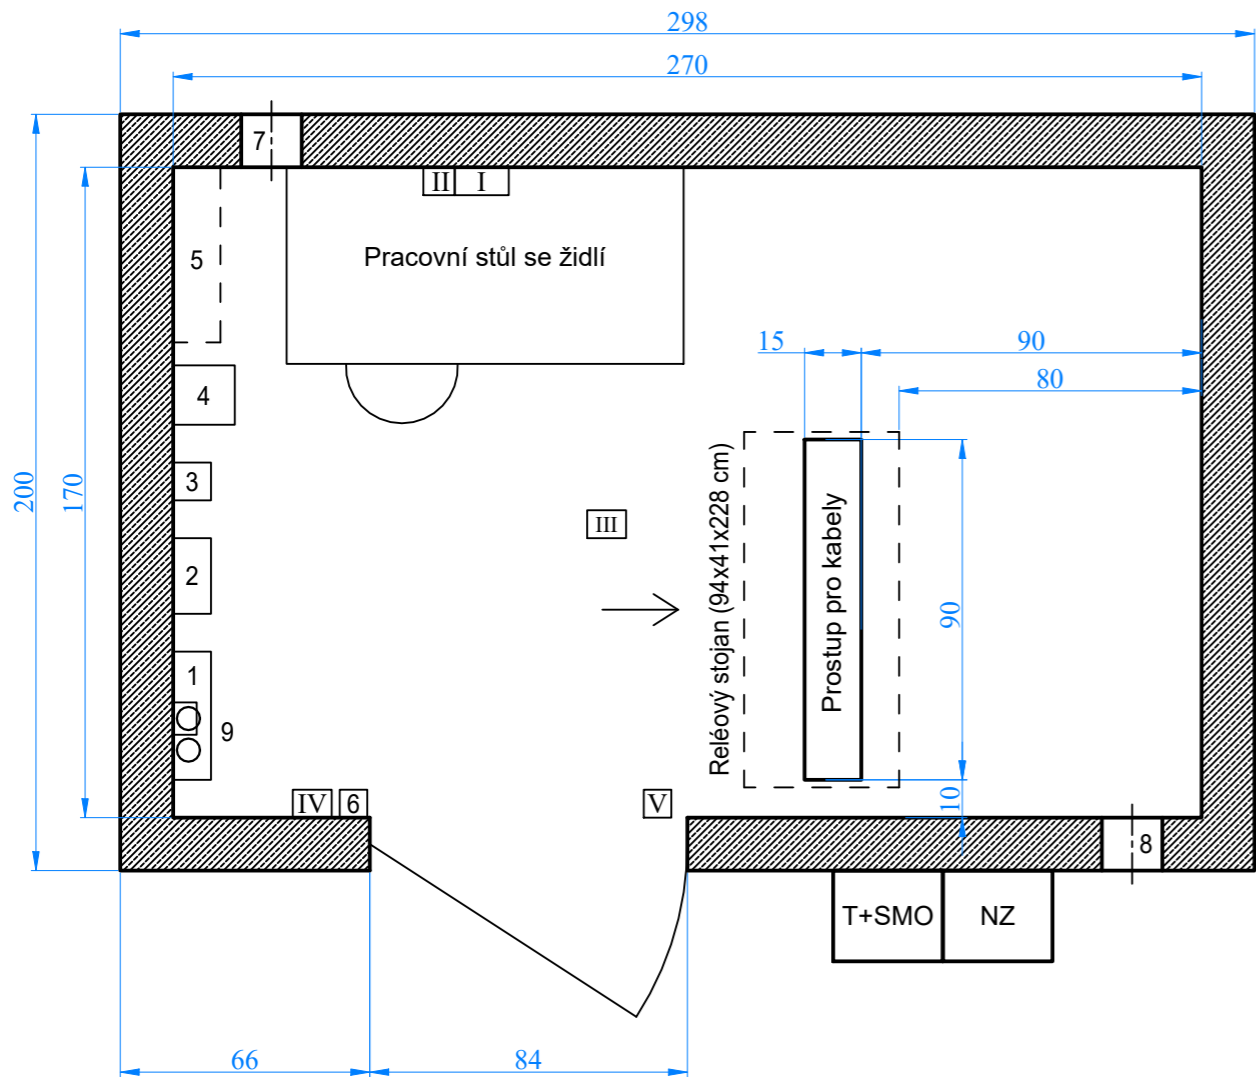 298
270
7
II
I
5
Pracovní stůl se židlí
15
90
80
4
200
170
3
III
2
Reléový stojan (94x41x228 cm)
Prostup pro kabely
90
1
9
IV
6
V
10
8
T+SMO
NZ
66
84